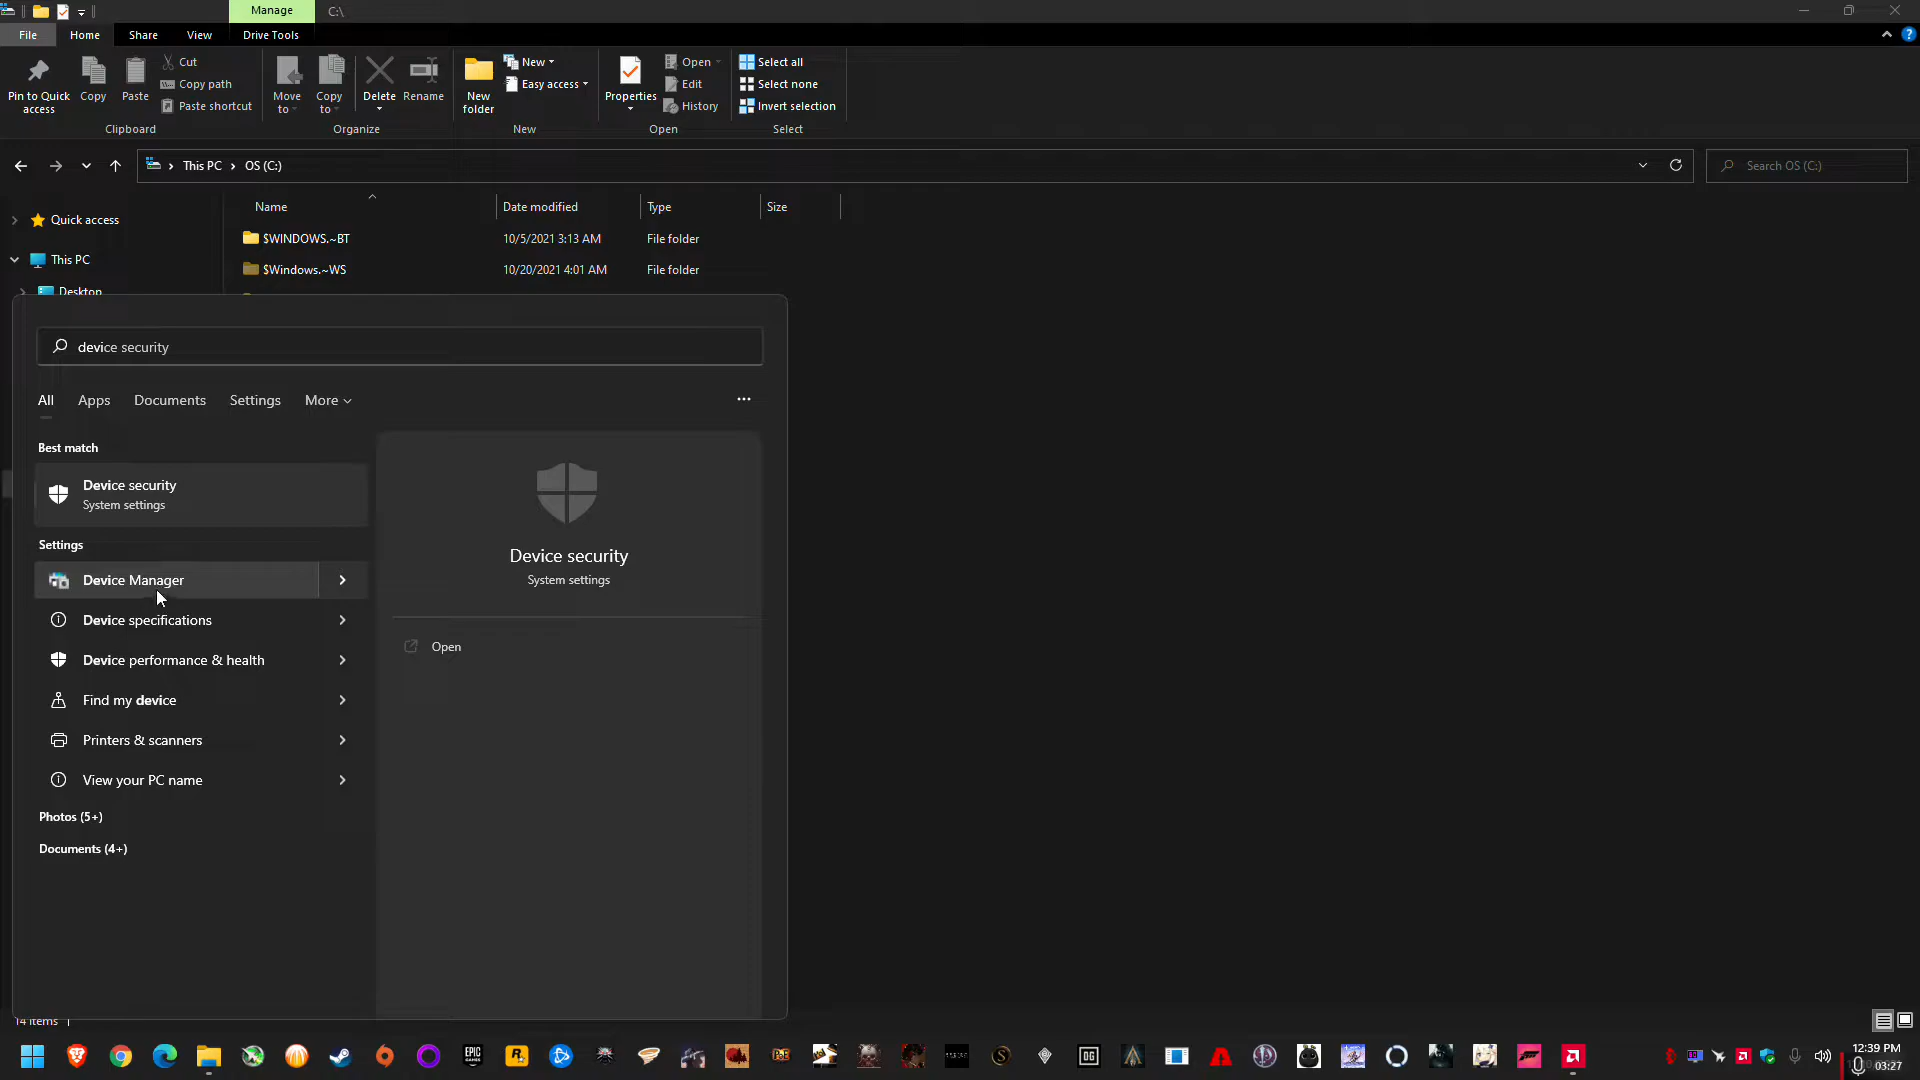 Manage
C:\
File
Home
Share
View
Drive Tools
Pin to Quick access
Copy
Paste
Cut
Copy path
Paste shortcut
Clipboard
Move to
Copy to
Delete
Rename
Organize
New folder
New
Easy access
New
Properties
Open
Edit
History
Open
Select all
Select none
Invert selection
Select
This PC
OS (C:)
Search OS (C:)
Name
Date modified
Type
Size
Quick access
$WINDOWS.~BT
10/5/2021 3:13 AM
File folder
This PC
$Windows.~WS
10/20/2021 4:01 AM
File folder
Desktop
device security
All
Apps
Documents
Settings
More
Best match
Device security
System settings
Settings
Device Manager
Device specifications
Device performance & health
Find my device
Printers & scanners
View your PC name
Photos (5+)
Documents (4+)
Device security
System settings
Open
14 items
EPIC GAMES
R
OG
12:39 PM
03:27